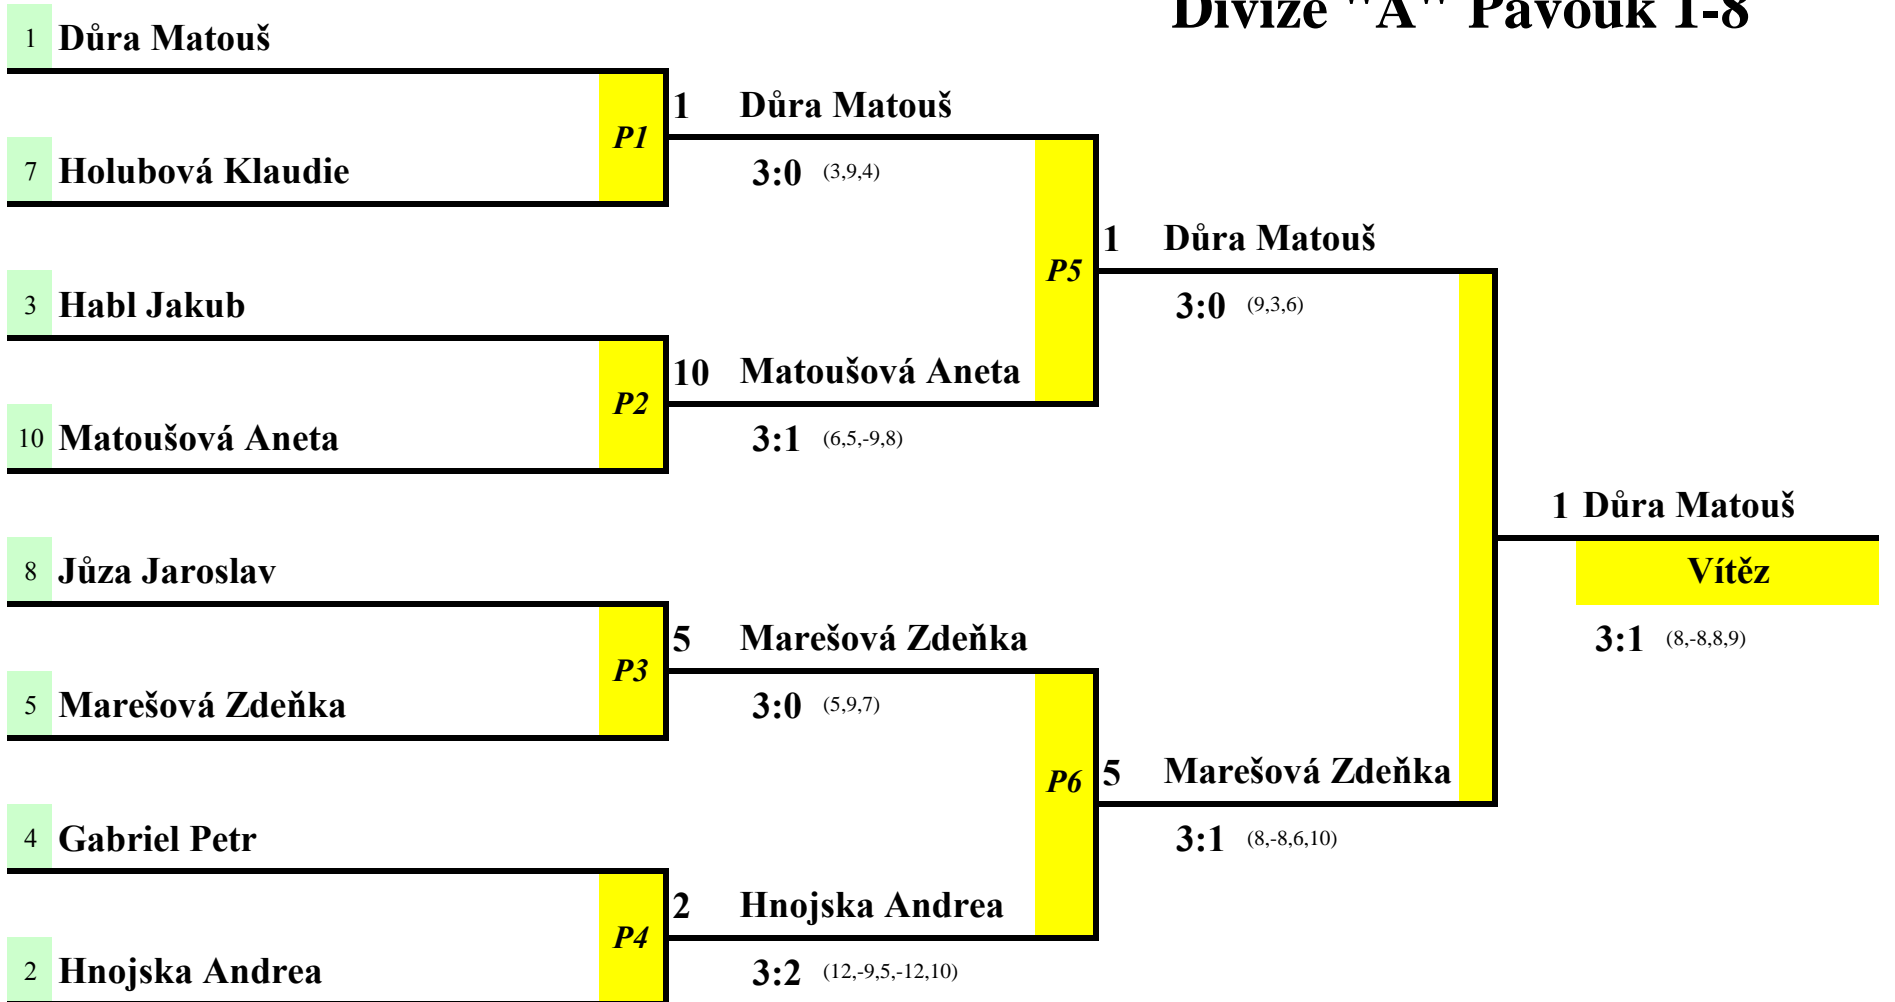 Divize "A" Pavouk 1-8
1 Důra Matouš
1 Důra Matouš
P1
7 Holubová Klaudie
3:0 (3,9,4)
1 Důra Matouš
P5
3 Habl Jakub
3:0 (9,3,6)
10 Matoušová Aneta
P2
10 Matoušová Aneta
3:1 (6,5,-9,8)
1 Důra Matouš
8 Jůza Jaroslav
Vítěz
5 Marešová Zdeňka
3:1 (8,-8,8,9)
P3
5 Marešová Zdeňka
3:0 (5,9,7)
P6
5 Marešová Zdeňka
4 Gabriel Petr
3:1 (8,-8,6,10)
2 Hnojska Andrea
P4
2 Hnojska Andrea
3:2 (12,-9,5,-12,10)